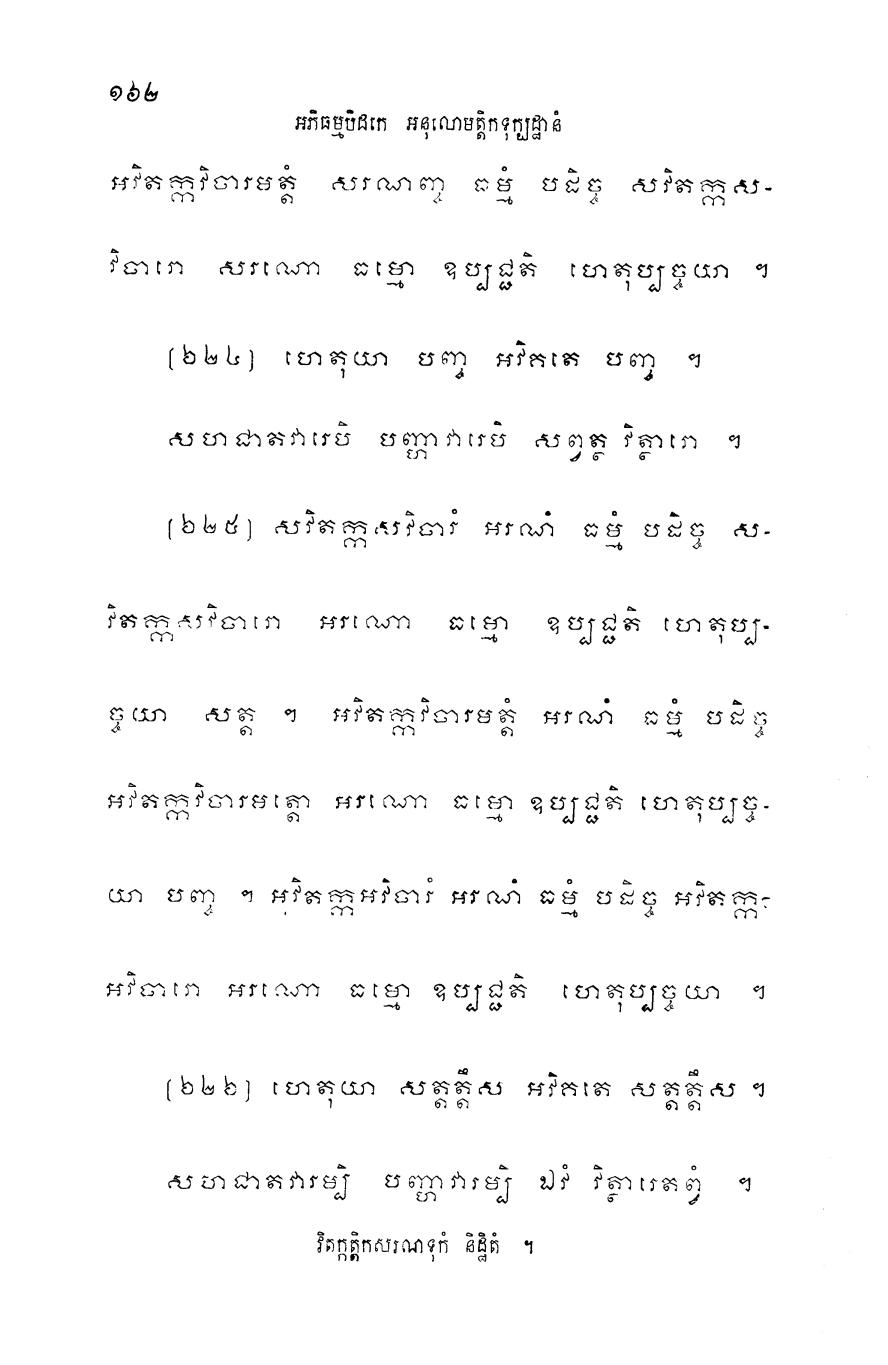 ១៦២
អភិធម្មបិដកេ អនុលោមត្តិកទុក្បដ្ឋានំ
អវិតក្កវិចារមត្តំ សរណញ្ច ធម្មំ បដិច្ច សវិតក្កស-
វិចារោ សរណោ ធម្មោ ឧប្បជ្ជតិ ហេតុប្បច្ចយា ។
(៦២៤) ហេតុយា បញ្ច អវិគតេ បញ្ច ។
សហជាតវារេបិ បញ្ហាវារេបិ សព្វត្ថ វិត្ថារោ ។
(៦២៥) សវិតក្កសវិចារំ អរណំ ធម្មំ បដិច្ច ស-
វិតក្កសវិចារោ អរណោ ធម្មោ ឧប្បជ្ជតិ ហេតុប្ប-
ច្ចយា សត្ត ។ អវិតក្កវិចារមត្តំ អរណំ ធម្មំ បដិច្ច
អវិតក្កវិចារមត្តោ អរណោ ធម្មោ ឧប្បជ្ជតិ ហេតុប្បច្ច-
យា បញ្ច ។ អវិតក្កអវិចារំ អរណំ ធម្មំ បដិច្ច អវិតក្ក-
អវិចារោ អរណោ ធម្មោ ឧប្បជ្ជតិ ហេតុប្បច្ចយា ។
(៦២៦) ហេតុយា សត្តត្តឹស អវិគតេ សត្តត្តឹស ។
សហជាតវារម្បិ បញ្ហាវារម្បិ ឯវំ វិត្ថារេតព្វំ ។
វិតក្កត្តិកសរណទុកំ និដ្ឋិតំ ។